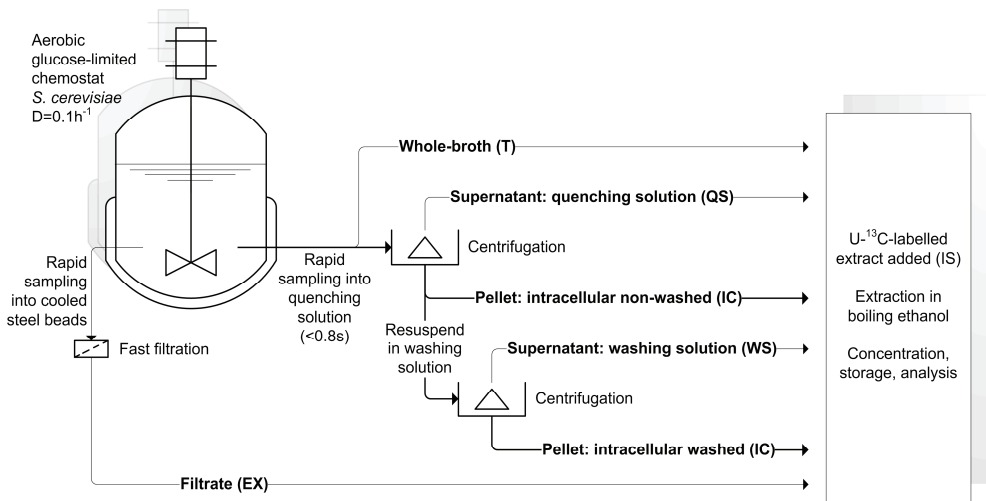 Aerobic
glucose-limited
chemostat
S. cerevisiae
D=0.1h⁻¹
Whole-broth (T)
Supernatant: quenching solution (QS)
Centrifugation
Rapid
sampling into
quenching
solution
(<0.8s)
Rapid
sampling
into cooled
steel beads
Fast filtration
Pellet: intracellular non-washed (IC)
Resuspend
in washing
solution
Supernatant: washing solution (WS)
Centrifugation
Pellet: intracellular washed (IC)
Filtrate (EX)
U-¹³C-labelled
extract added (IS)
Extraction in
boiling ethanol
Concentration,
storage, analysis